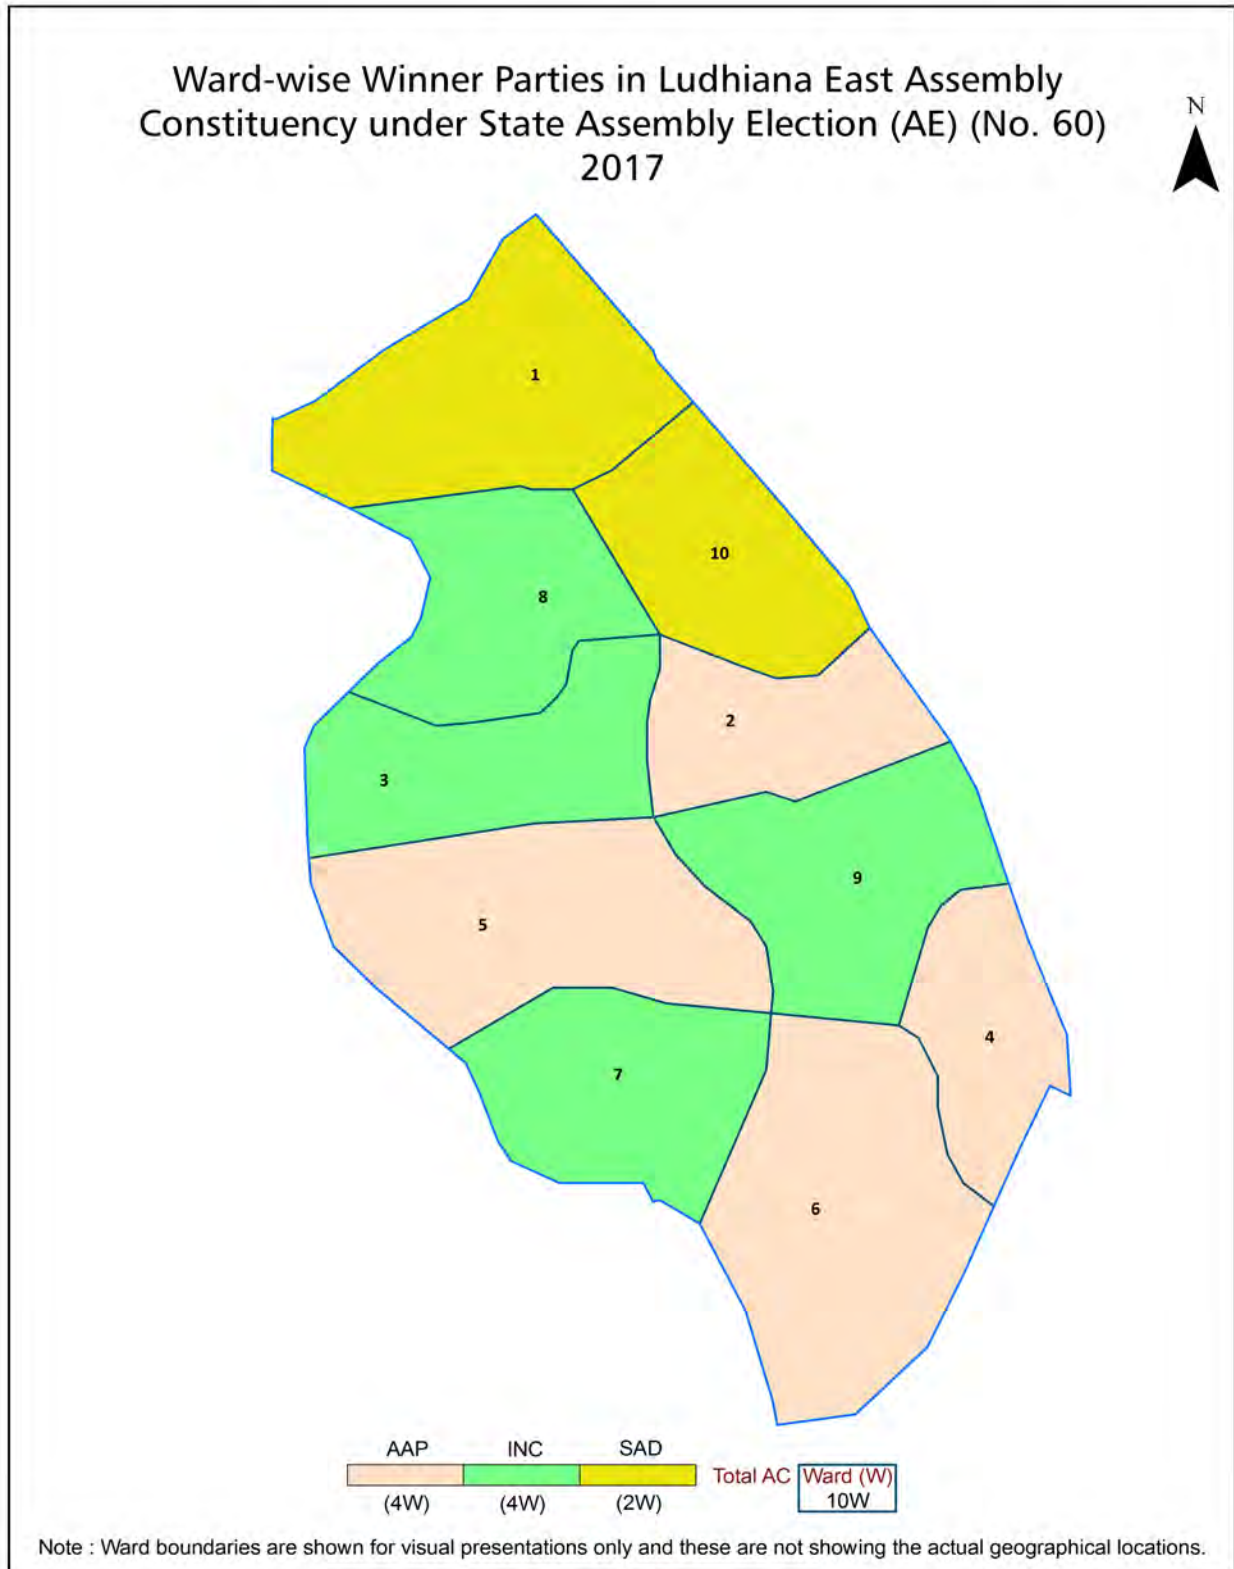 Ward-wise Winner Parties in Ludhiana East Assembly
Constituency under State Assembly Election (AE) (No. 60)
2017
N
1
10
8
2
3
9
5
4
7
6
AAP INC SAD
Total AC Ward (W)
(4W) (4W) (2W) 10W
Note : Ward boundaries are shown for visual presentations only and these are not showing the actual geographical locations.